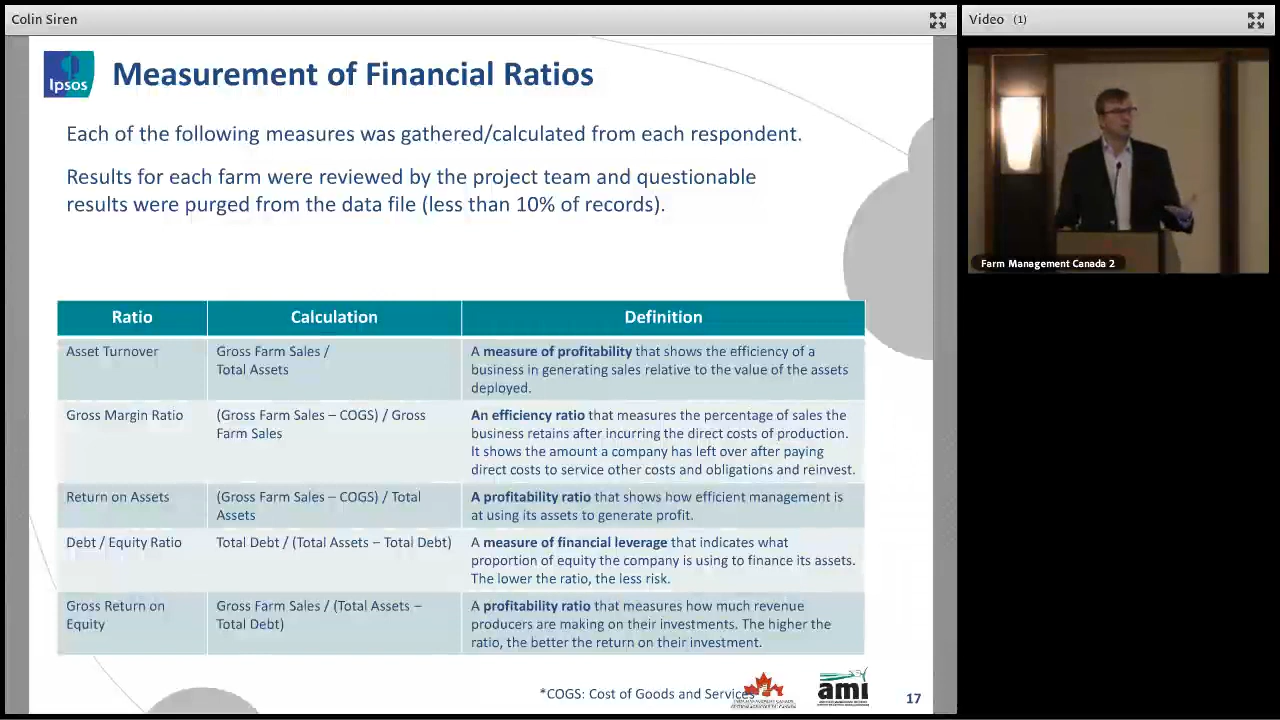 Colin Siren
Video (1)
Ipsos
Measurement of Financial Ratios
Each of the following measures was gathered/calculated from each respondent.
Results for each farm were reviewed by the project team and questionable
results were purged from the data file (less than 10% of records).
Ratio
Calculation
Definition
Asset Turnover
Gross Farm Sales /
Total Assets
A measure of profitability that shows the efficiency of a
business in generating sales relative to the value of the assets
deployed.
Gross Margin Ratio
(Gross Farm Sales – COGS) / Gross
Farm Sales
An efficiency ratio that measures the percentage of sales the
business retains after incurring the direct costs of production.
It shows the amount a company has left over after paying
direct costs to service other costs and obligations and reinvest.
Return on Assets
(Gross Farm Sales – COGS) / Total
Assets
A profitability ratio that shows how efficient management is
at using its assets to generate profit.
Debt / Equity Ratio
Total Debt / (Total Assets – Total Debt)
A measure of financial leverage that indicates what
proportion of equity the company is using to finance its assets.
The lower the ratio, the less risk.
Gross Return on
Equity
Gross Farm Sales / (Total Assets –
Total Debt)
A profitability ratio that measures how much revenue
producers are making on their investments. The higher the
ratio, the better the return on their investment.
*COGS: Cost of Goods and Services
ami
17
Farm Management Canada 2